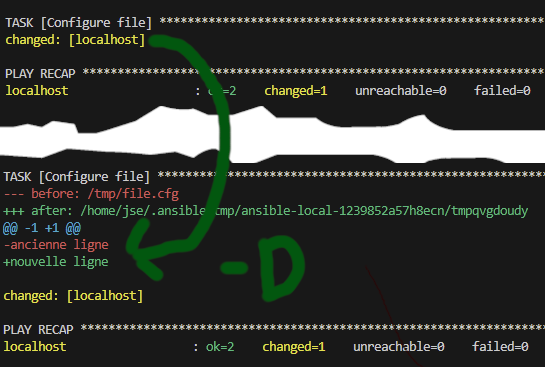 TASK [Configure file] ******************************************************
changed: [localhost]
PLAY RECAP *****************************************************************
localhost : ok=2 changed=1 unreachable=0 failed=0
TASK [Configure file] ******************************************************
--- before: /tmp/file.cfg
+++ after: /home/jse/.ansible/tmp/ansible-local-1239852a57h8ecn/tmpqvgdoudy
@@ -1 +1 @@
-ancienne ligne
+nouvelle ligne
-D
changed: [localhost]
PLAY RECAP *****************************************************************
localhost : ok=2 changed=1 unreachable=0 failed=0